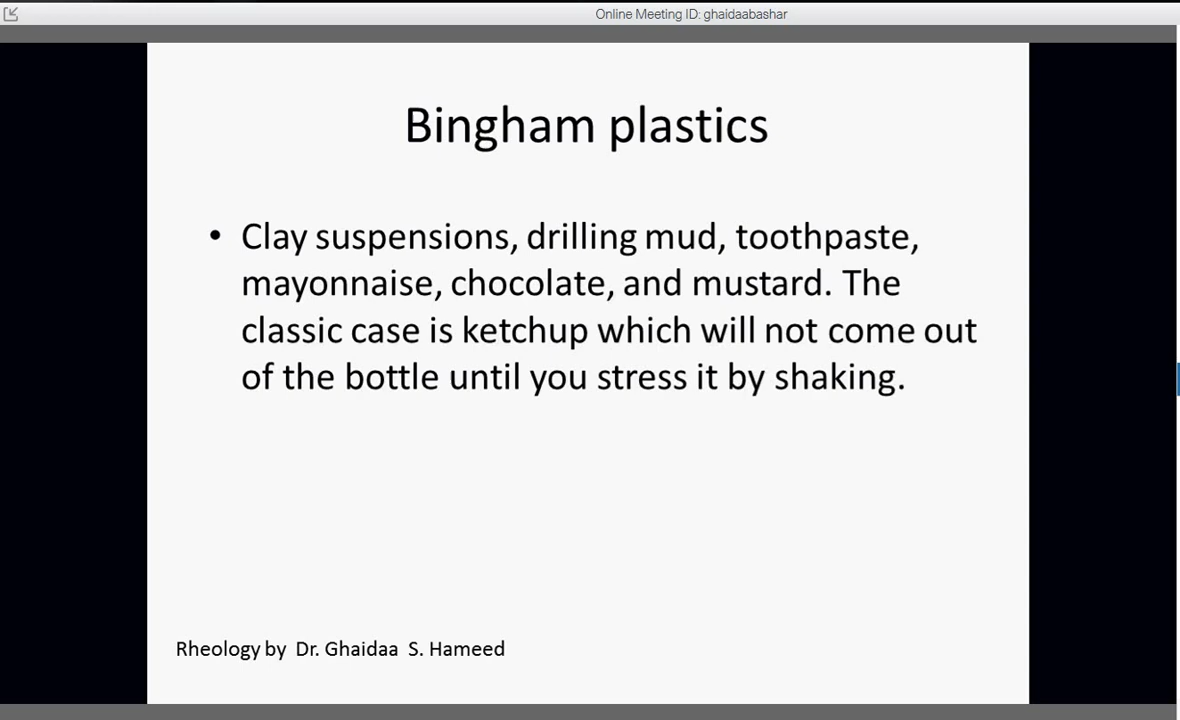 Online Meeting ID: ghaidaabashar
Bingham plastics
• Clay suspensions, drilling mud, toothpaste,
mayonnaise, chocolate, and mustard. The
classic case is ketchup which will not come out
of the bottle until you stress it by shaking.
Rheology by Dr. Ghaidaa S. Hameed